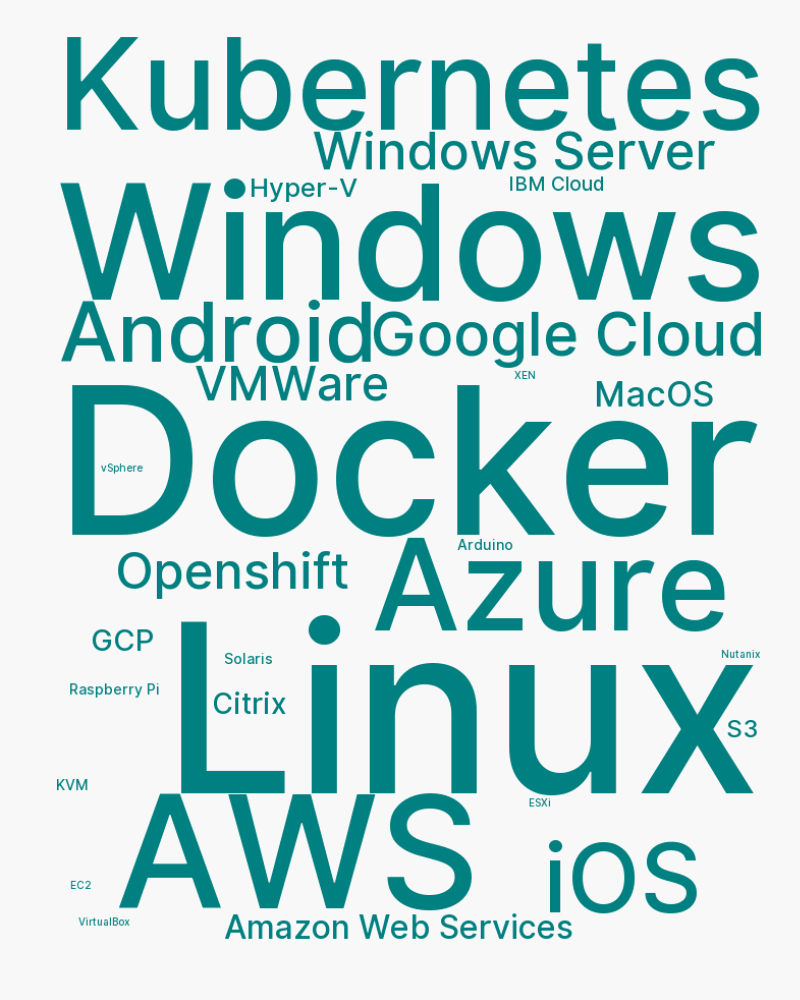 Kubernetes
Windows Server
Hyper-V
IBM Cloud
Windows
Android
Google Cloud
VMWare
XEN
MacOS
Docker
vSphere
Arduino
Openshift
Azure
GCP
Solaris
Nutanix
Raspberry Pi
Citrix
Linux
S3
KVM
ESXi
AWS
iOS
EC2
VirtualBox
Amazon Web Services